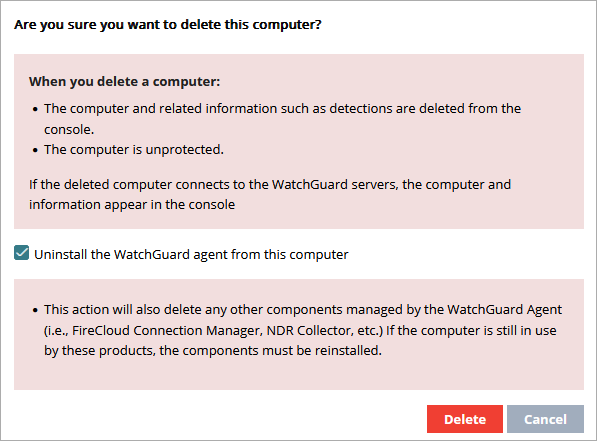 Are you sure you want to delete this computer?
When you delete a computer:
• The computer and related information such as detections are deleted from the
console.
• The computer is unprotected.
If the deleted computer connects to the WatchGuard servers, the computer and
information appear in the console
Uninstall the WatchGuard agent from this computer
• This action will also delete any other components managed by the WatchGuard Agent
(i.e., FireCloud Connection Manager, NDR Collector, etc.) If the computer is still in use
by these products, the components must be reinstalled.
Delete
Cancel